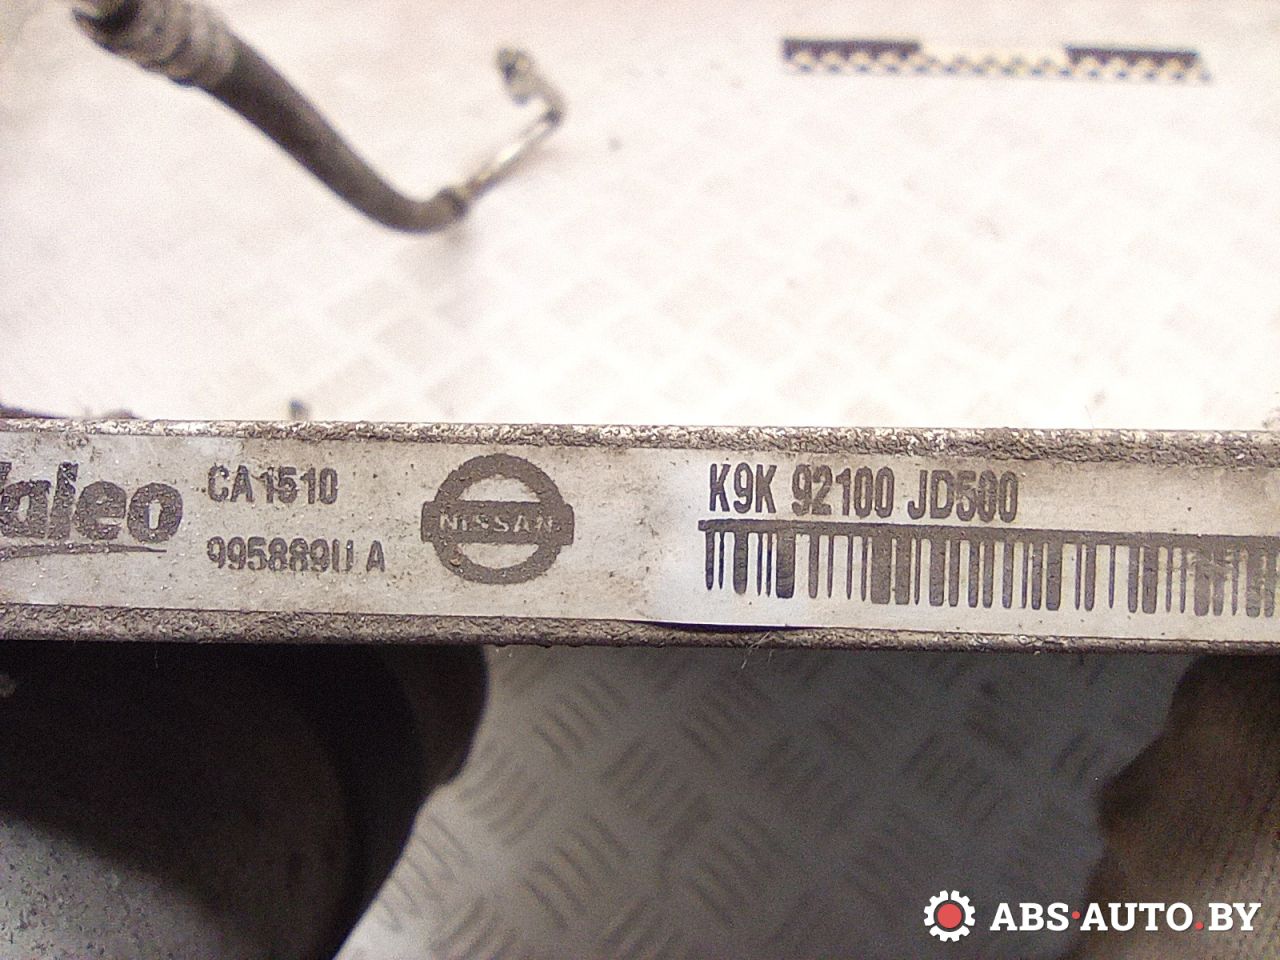 Valeo CA1510
995889U A
NISSAN
K9K 92100 JD500
ABS·AUTO.BY